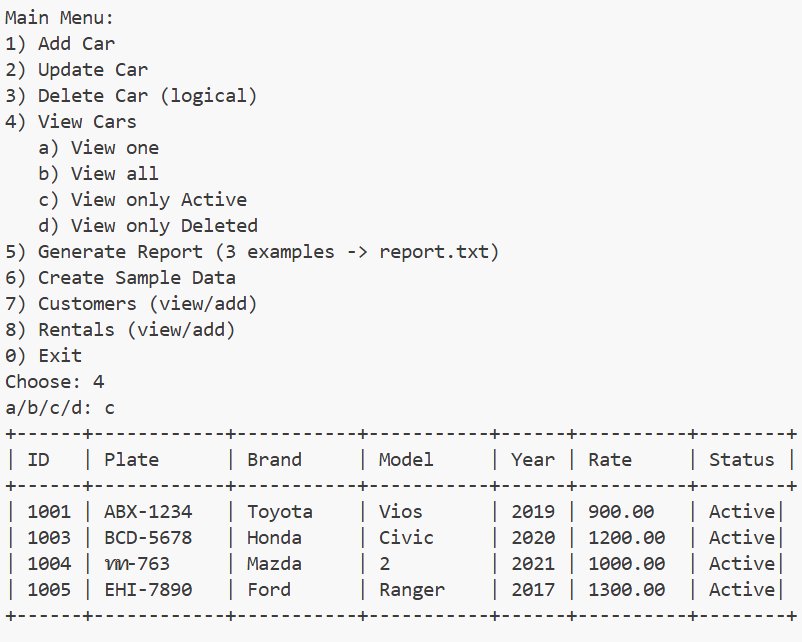 Main Menu:
1) Add Car
2) Update Car
3) Delete Car (logical)
4) View Cars
   a) View one
   b) View all
   c) View only Active
   d) View only Deleted
5) Generate Report (3 examples -> report.txt)
6) Create Sample Data
7) Customers (view/add)
8) Rentals (view/add)
0) Exit
Choose: 4
a/b/c/d: c
+------+------------+-----------+-----------+------+----------+--------+
| ID   | Plate      | Brand     | Model     | Year | Rate     | Status |
+------+------------+-----------+-----------+------+----------+--------+
| 1001 | ABX-1234   | Toyota    | Vios      | 2019 | 900.00   | Active|
| 1003 | BCD-5678   | Honda     | Civic     | 2020 | 1200.00  | Active|
| 1004 | -763     | Mazda     | 2         | 2021 | 1000.00  | Active|
| 1005 | EHI-7890   | Ford      | Ranger    | 2017 | 1300.00  | Active|
+------+------------+-----------+-----------+------+----------+--------+